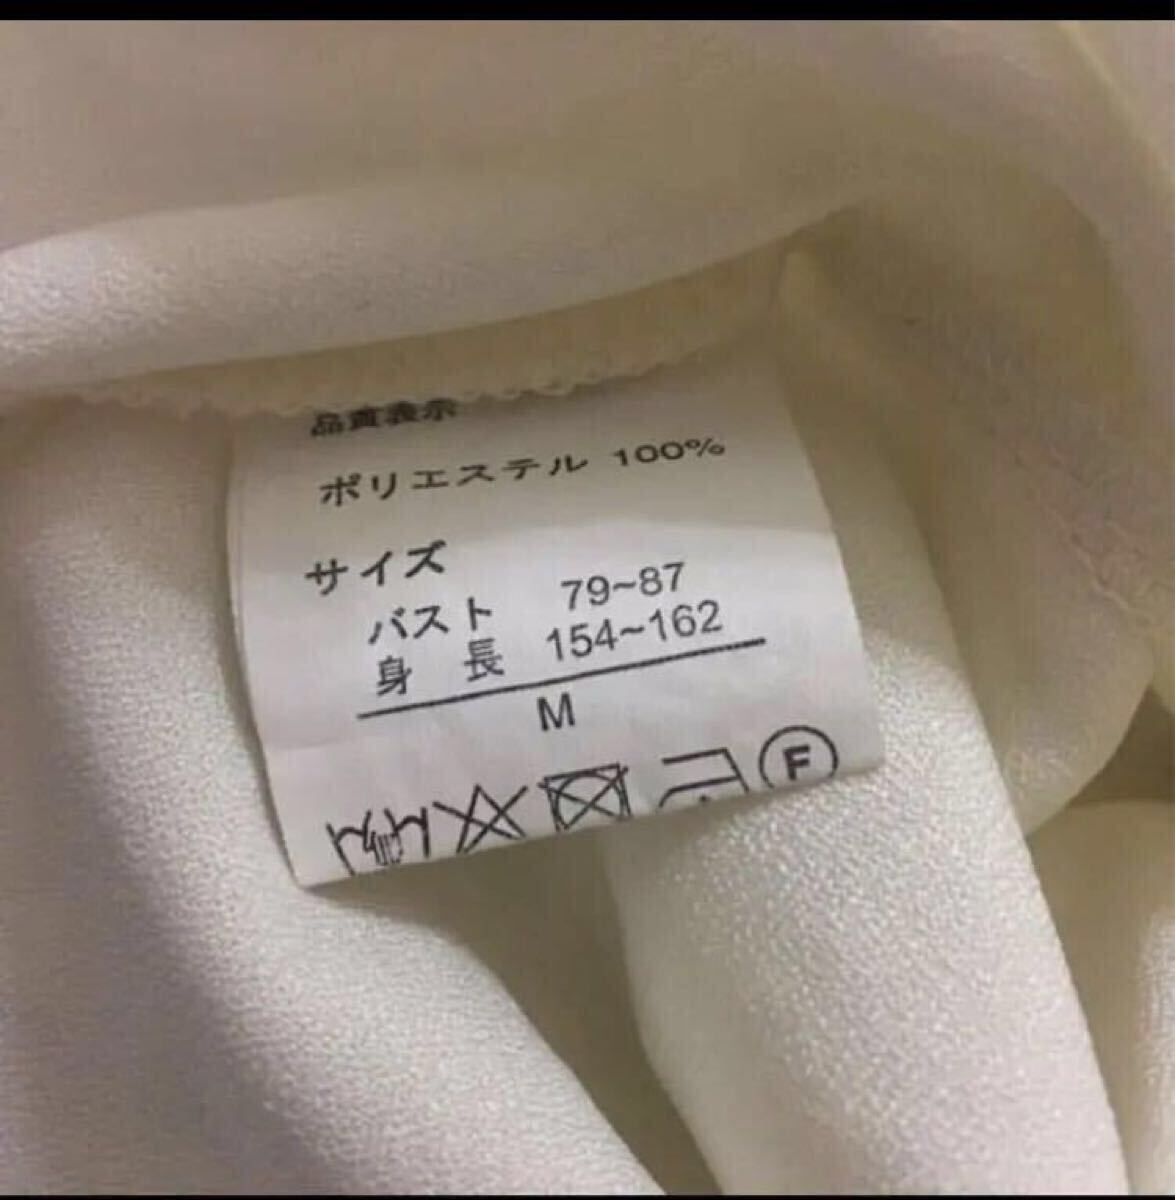 品質表示
ポリエステル 100%
サイズ
バスト 79~87
身 長 154~162
M
F